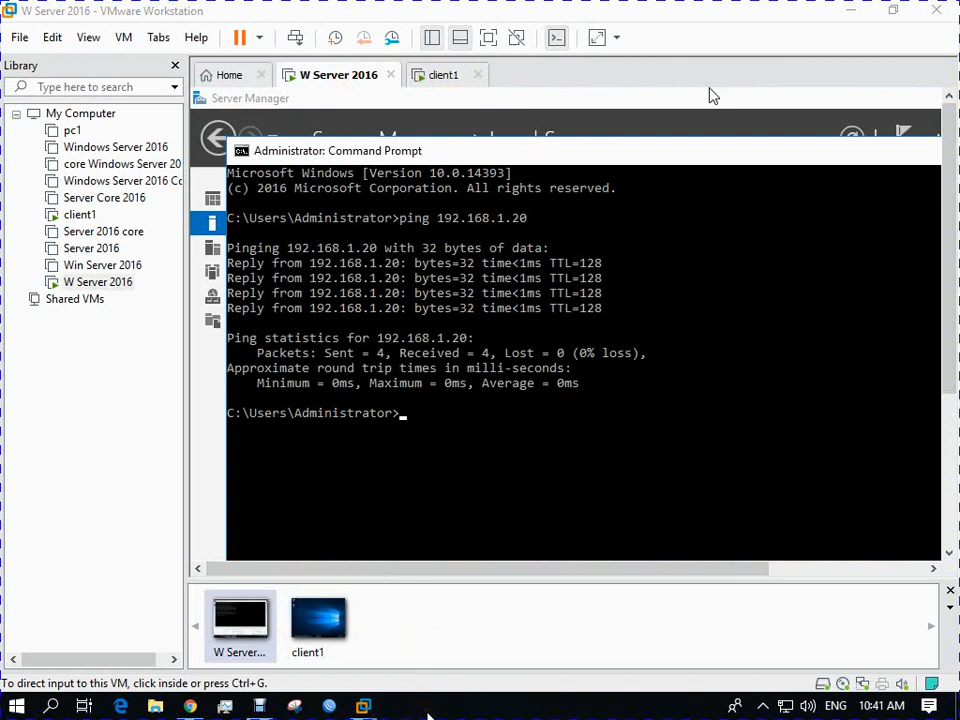 W Server 2016 - VMware Workstation
File Edit View VM Tabs Help
Library
Type here to search
My Computer
pc1
Windows Server 2016
core Windows Server 20
Windows Server 2016 Co
Server Core 2016
client1
Server 2016 core
Server 2016
Win Server 2016
W Server 2016
Shared VMs
Home
W Server 2016
client1
Server Manager
Administrator: Command Prompt
Microsoft Windows [Version 10.0.14393]
(c) 2016 Microsoft Corporation. All rights reserved.
C:\Users\Administrator>ping 192.168.1.20
Pinging 192.168.1.20 with 32 bytes of data:
Reply from 192.168.1.20: bytes=32 time<1ms TTL=128
Reply from 192.168.1.20: bytes=32 time<1ms TTL=128
Reply from 192.168.1.20: bytes=32 time<1ms TTL=128
Reply from 192.168.1.20: bytes=32 time<1ms TTL=128
Ping statistics for 192.168.1.20:
Packets: Sent = 4, Received = 4, Lost = 0 (0% loss),
Approximate round trip times in milli-seconds:
Minimum = 0ms, Maximum = 0ms, Average = 0ms
C:\Users\Administrator>
W Server...
client1
To direct input to this VM, click inside or press Ctrl+G.
ENG 10:41 AM